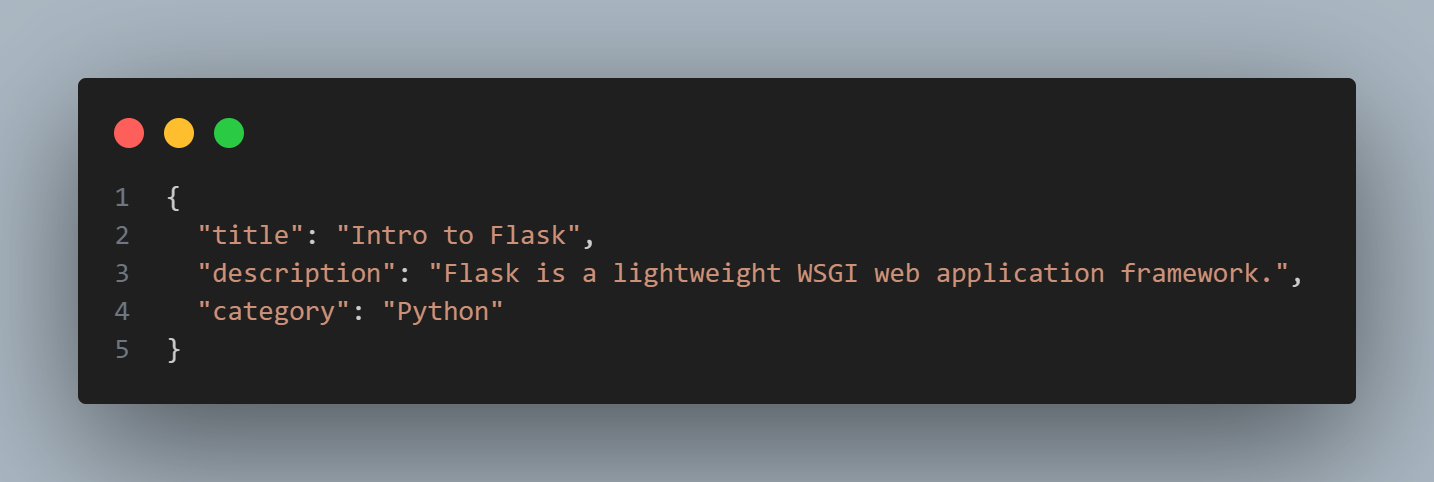 1 {
2   "title": "Intro to Flask",
3   "description": "Flask is a lightweight WSGI web application framework.",
4   "category": "Python"
5 }